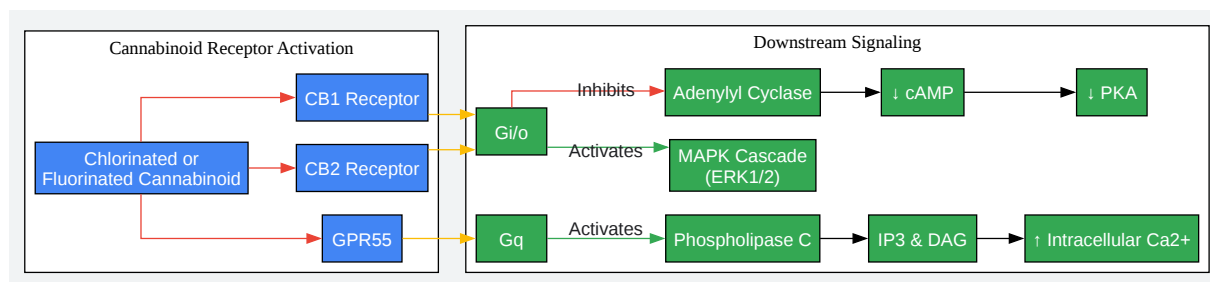 Cannabinoid Receptor Activation
Downstream Signaling
CB1 Receptor
Inhibits
Adenylyl Cyclase
↓ cAMP
↓ PKA
Gi/o
Chlorinated or
Fluorinated Cannabinoid
CB2 Receptor
Activates
MAPK Cascade
(ERK1/2)
GPR55
Gq
Activates
Phospholipase C
IP3 & DAG
↑ Intracellular Ca2+